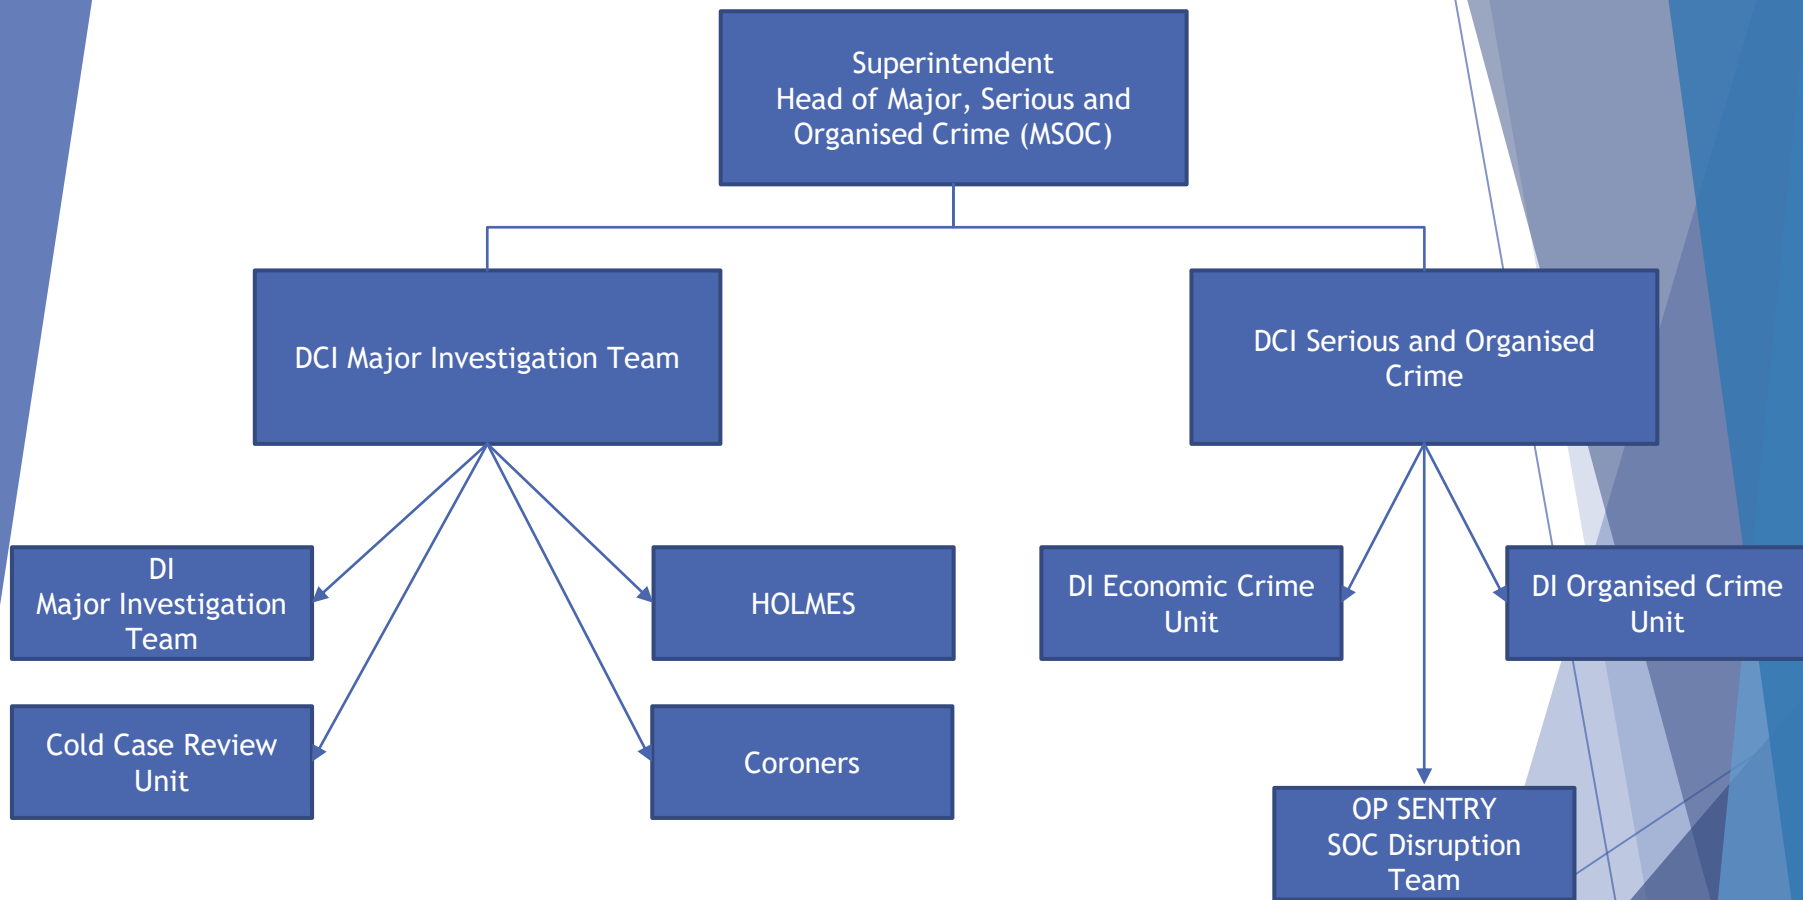 Superintendent
Head of Major, Serious and
Organised Crime (MSOC)
DCI Major Investigation Team
DCI Serious and Organised
Crime
DI
Major Investigation
Team
HOLMES
DI Economic Crime
Unit
DI Organised Crime
Unit
Cold Case Review
Unit
Coroners
OP SENTRY
SOC Disruption
Team